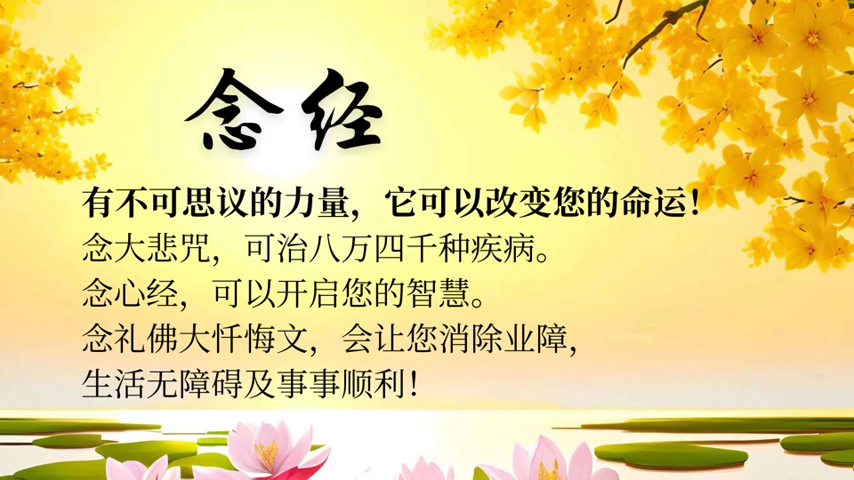 念经
有不可思议的力量，它可以改变您的命运！
念大悲咒，可治八万四千种疾病。
念心经，可以开启您的智慧。
念礼佛大忏悔文，会让您消除业障，
生活无障碍及事事顺利！